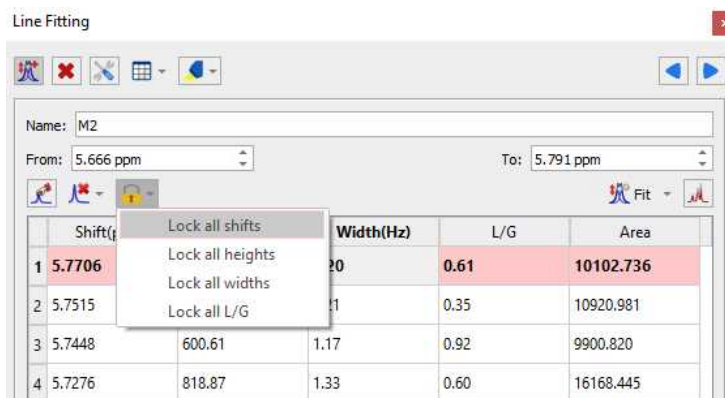 Line Fitting
Name: M2
From: 5.666 ppm To: 5.791 ppm
Fit
Shift( Width(Hz) L/G Area
Lock all shifts
Lock all heights
Lock all widths
Lock all L/G
1 5.7706 20 0.61 10102.736
2 5.7515 21 0.35 10920.981
3 5.7448 600.61 1.17 0.92 9900.820
4 5.7276 818.87 1.33 0.60 16168.445